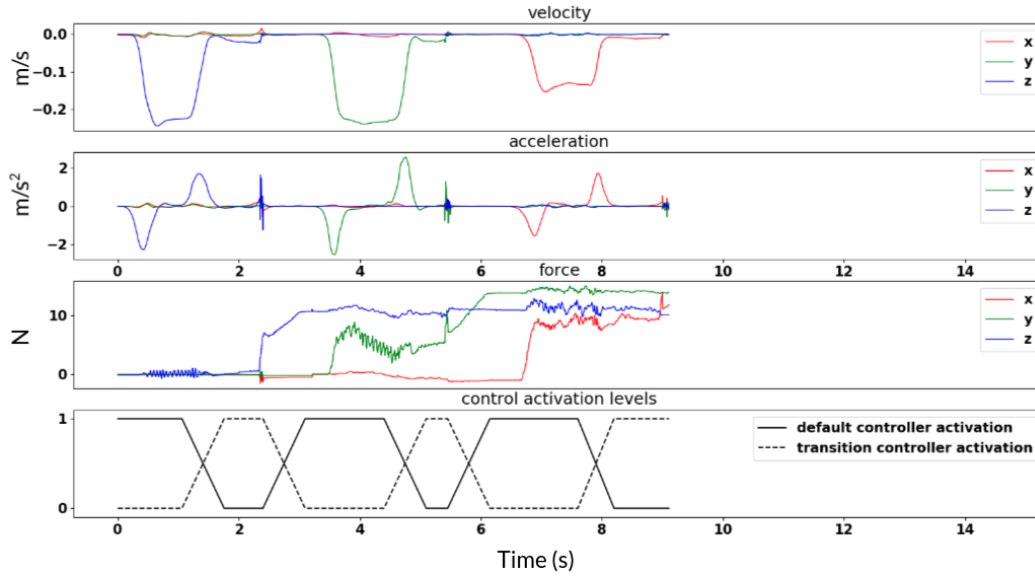 velocity
0.0
−0.1
−0.2
m/s
x
y
z
acceleration
2
0
−2
m/s²
x
y
z
0 2 4 6 8 10 12 14
force
10
0
N
x
y
z
control activation levels
1
0
default controller activation
transition controller activation
0 2 4 6 8 10 12 14
Time (s)